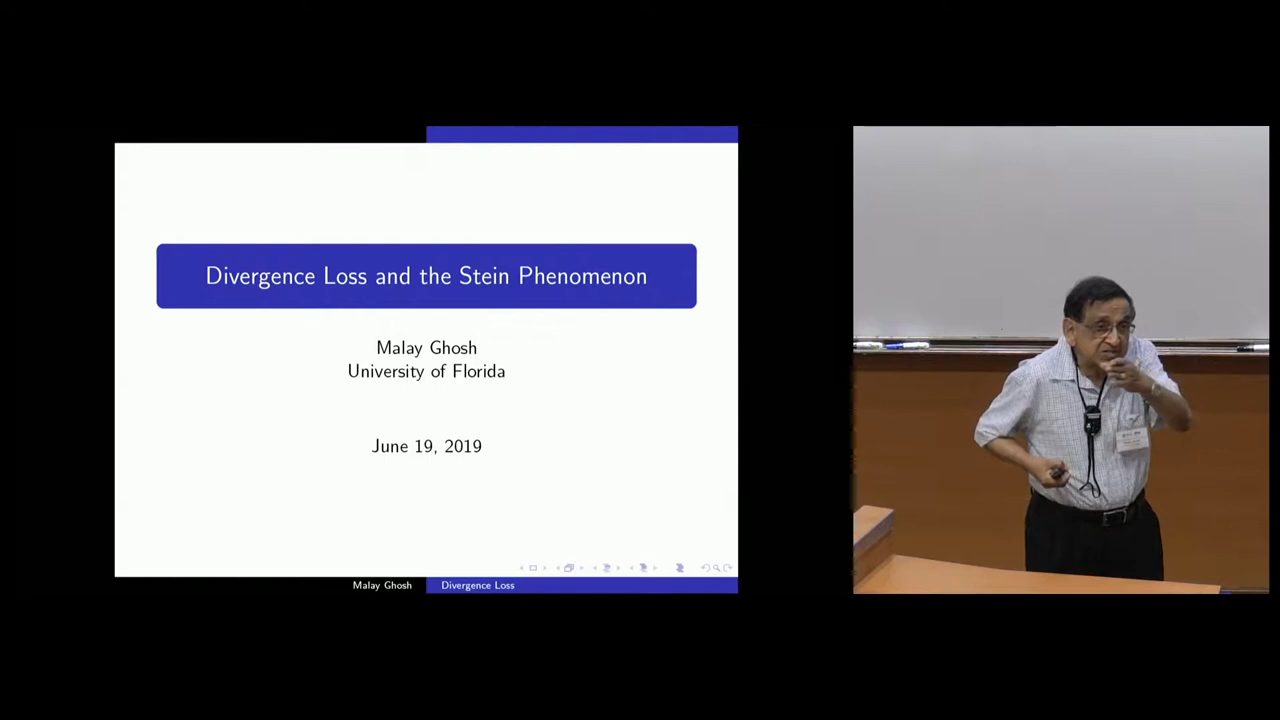 Divergence Loss and the Stein Phenomenon
Malay Ghosh
University of Florida
June 19, 2019
Malay Ghosh
Divergence Loss